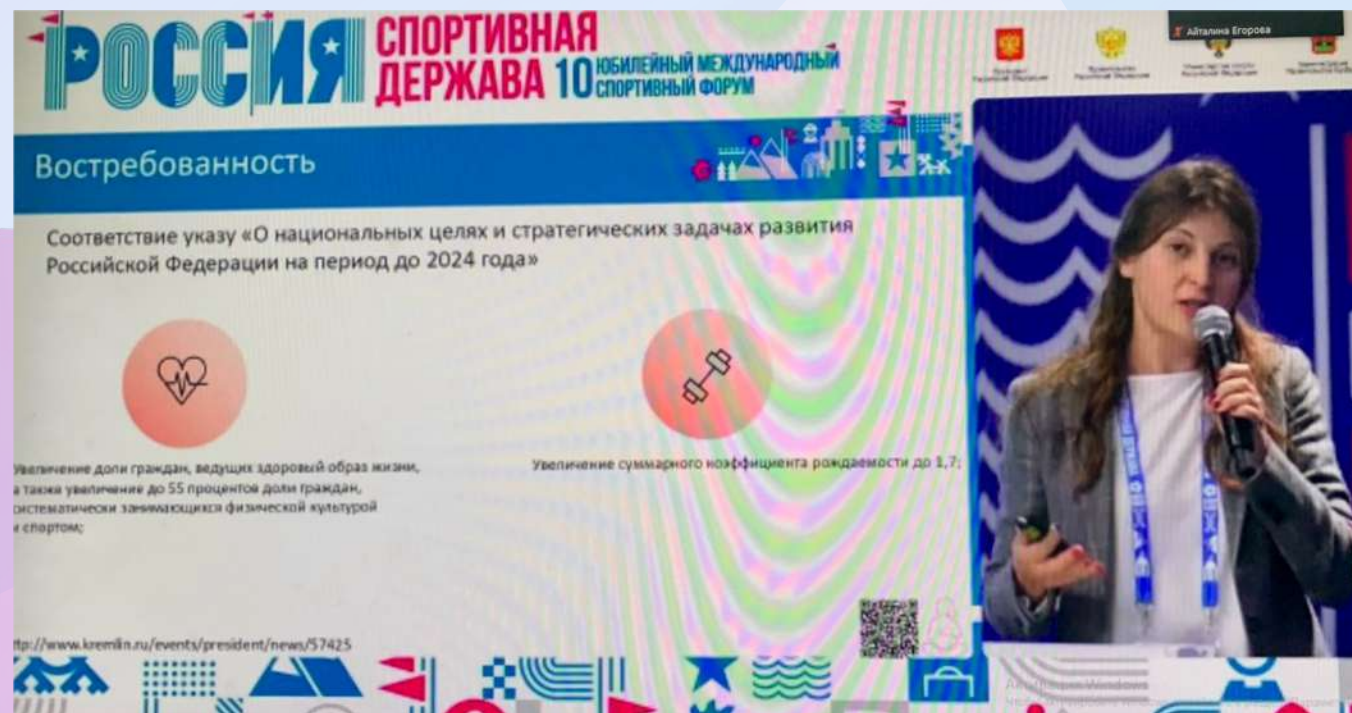 РОССИЯ
СПОРТИВНАЯ
ДЕРЖАВА 10 ЮБИЛЕЙНЫЙ МЕЖДУНАРОДНЫЙ
СПОРТИВНЫЙ ФОРУМ
Айталина Егорова
Востребованность
Соответствие указу «О национальных целях и стратегических задачах развития
Российской Федерации на период до 2024 года»
Увеличение доли граждан, ведущих здоровый образ жизни,
а также увеличение до 55 процентов доли граждан,
систематически занимающихся физической культурой
и спортом;
Увеличение суммарного коэффициента рождаемости до 1,7;
ttp://www.kremlin.ru/events/president/news/57425